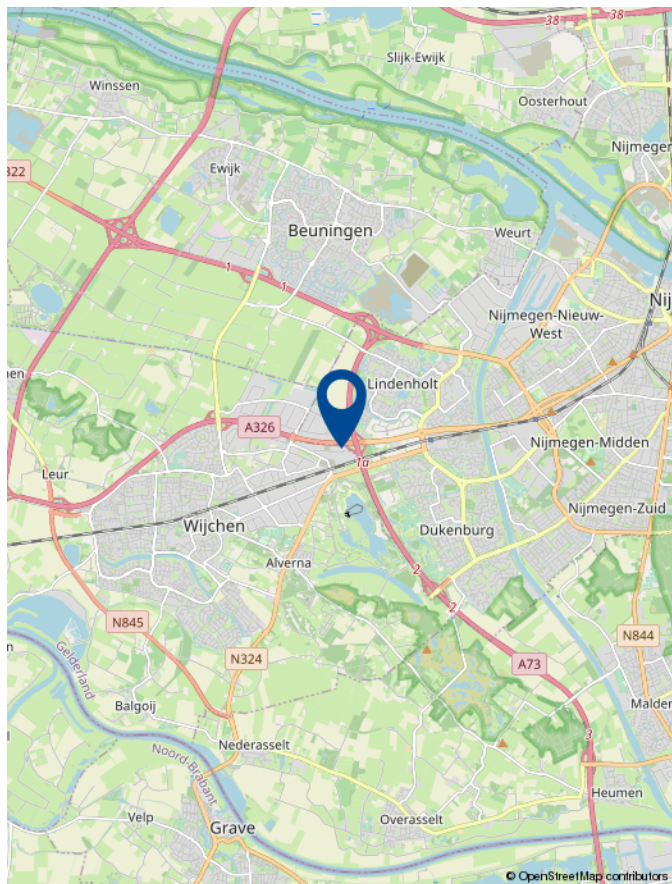 38
38
Slijk-Ewijk
Winssen
Oosterhout
Nijmegen
322
Ewijk
Beuningen
Weurt
1
1
Nij
Nijmegen-Nieuw-
West
Lindenholt
A326
1a
Leur
Nijmegen-Midden
Nijmegen-Zuid
Wijchen
Dukenburg
Alverna
2
2
N845
N844
Gelderland
N324
A73
Balgoij
Malden
Noord-Brabant
Nederasselt
3
Heumen
Velp
Overasselt
Grave
© OpenStreetMap contributors